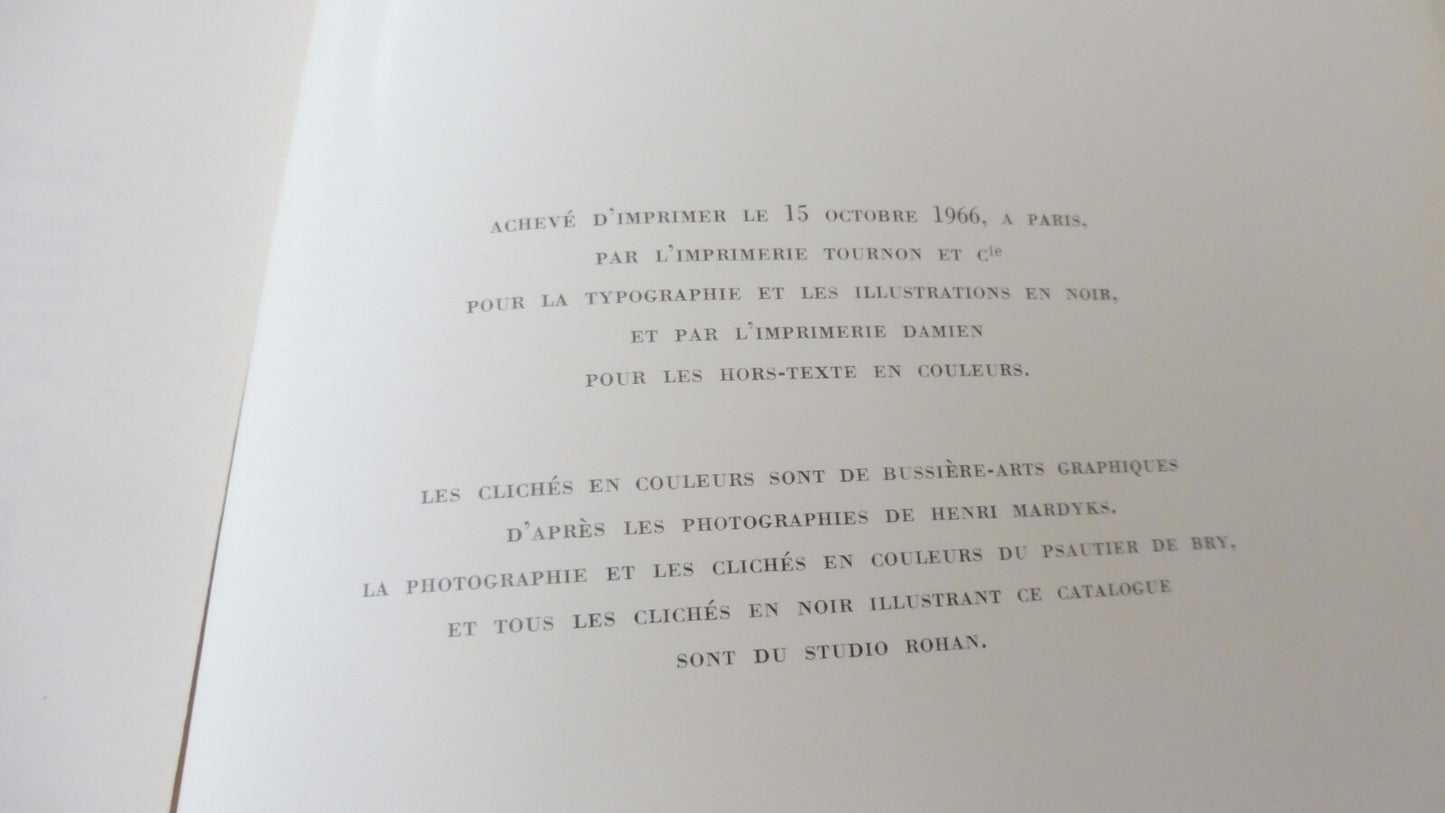 ACHEVÉ D'IMPRIMER LE 15 OCTOBRE 1966, A PARIS,
PAR L'IMPRIMERIE TOURNON ET Cie
POUR LA TYPOGRAPHIE ET LES ILLUSTRATIONS EN NOIR,
ET PAR L'IMPRIMERIE DAMIEN
POUR LES HORS-TEXTE EN COULEURS.
LES CLICHÉS EN COULEURS SONT DE BUSSIÈRE-ARTS GRAPHIQUES
D'APRÈS LES PHOTOGRAPHIES DE HENRI MARDYKS.
LA PHOTOGRAPHIE ET LES CLICHÉS EN COULEURS DU PSAUTIER DE BRY,
ET TOUS LES CLICHÉS EN NOIR ILLUSTRANT CE CATALOGUE
SONT DU STUDIO ROHAN.